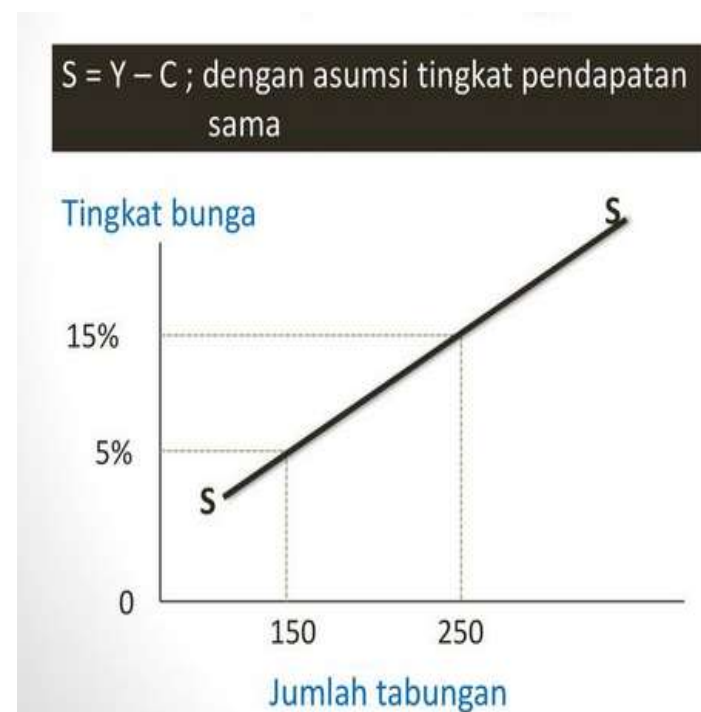 S = Y – C ; dengan asumsi tingkat pendapatan
sama
Tingkat bunga
S
15%
5%
S
0
150 250
Jumlah tabungan